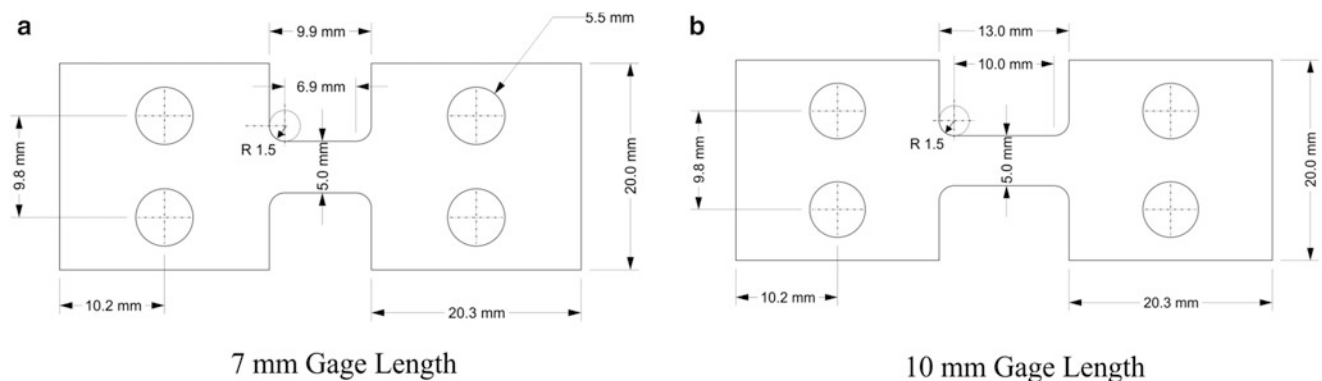 a
9.9 mm
5.5 mm
6.9 mm
R 1.5
9.8 mm
5.0 mm
20.0 mm
10.2 mm
20.3 mm
7 mm Gage Length
b
13.0 mm
10.0 mm
R 1.5
9.8 mm
5.0 mm
20.0 mm
10.2 mm
20.3 mm
10 mm Gage Length